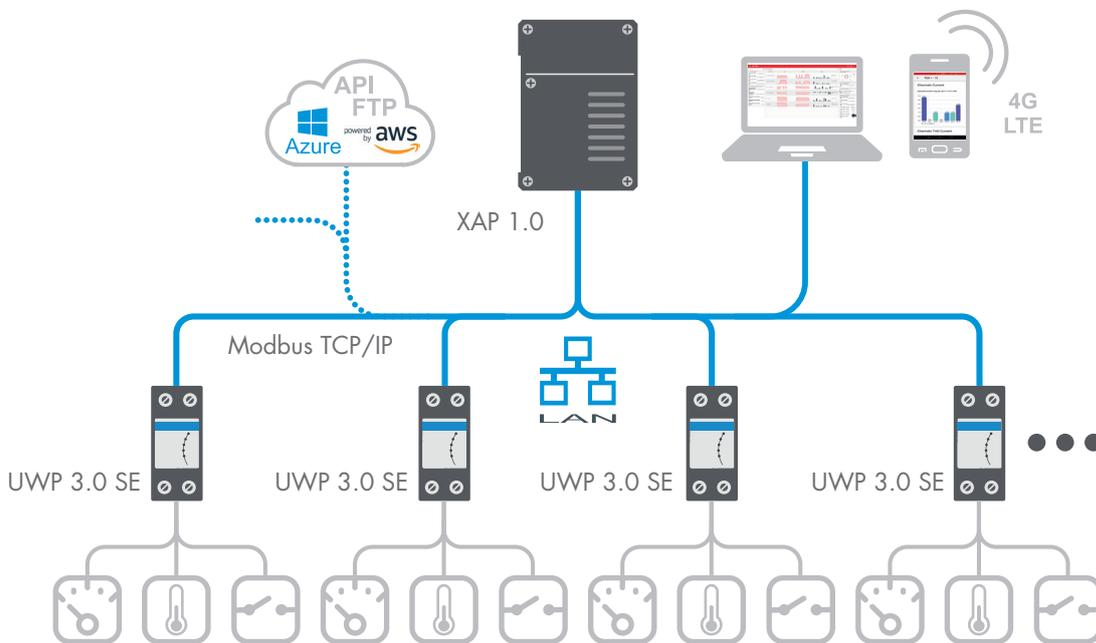 API
FTP
Azure
powered by
aws
4G
LTE
XAP 1.0
Modbus TCP/IP
LAN
UWP 3.0 SE
UWP 3.0 SE
UWP 3.0 SE
UWP 3.0 SE